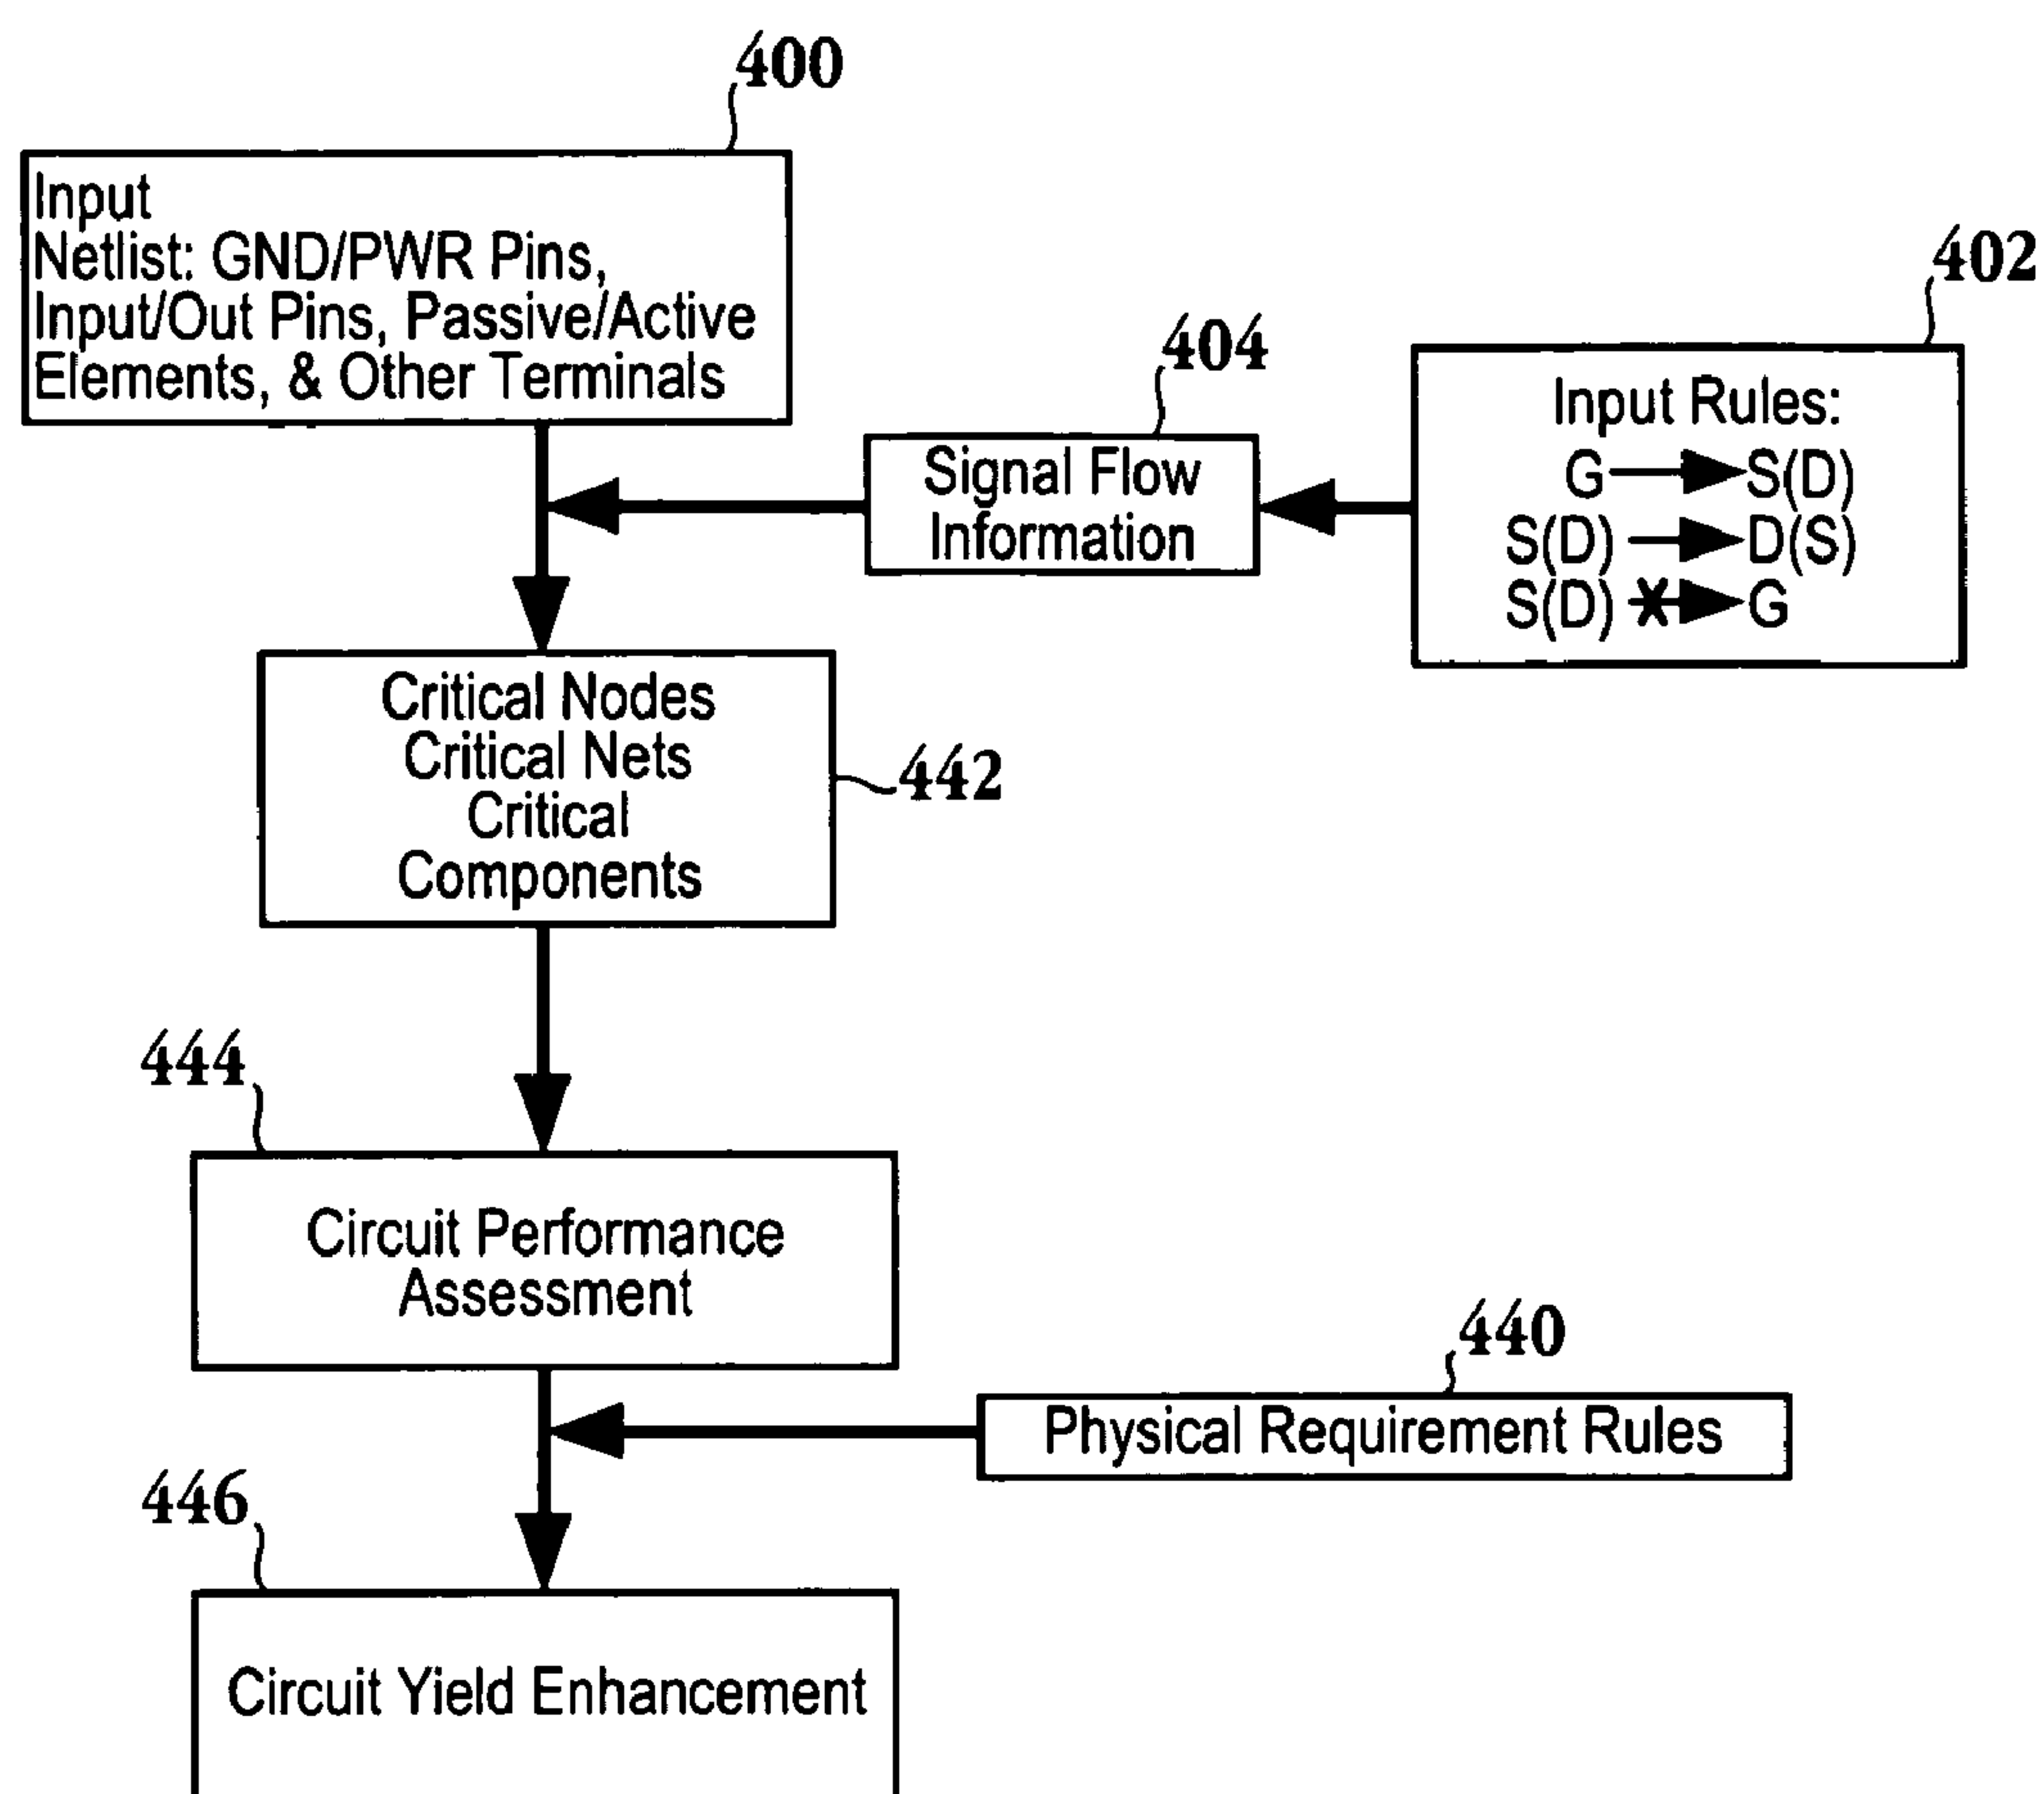 400
Input
Netlist: GND/PWR Pins,
Input/Out Pins, Passive/Active
Elements, & Other Terminals
402
404
Input Rules:
G → S(D)
S(D) → D(S)
S(D) *→ G
Signal Flow
Information
Critical Nodes
Critical Nets
Critical
Components
442
444
Circuit Performance
Assessment
440
Physical Requirement Rules
446
Circuit Yield Enhancement